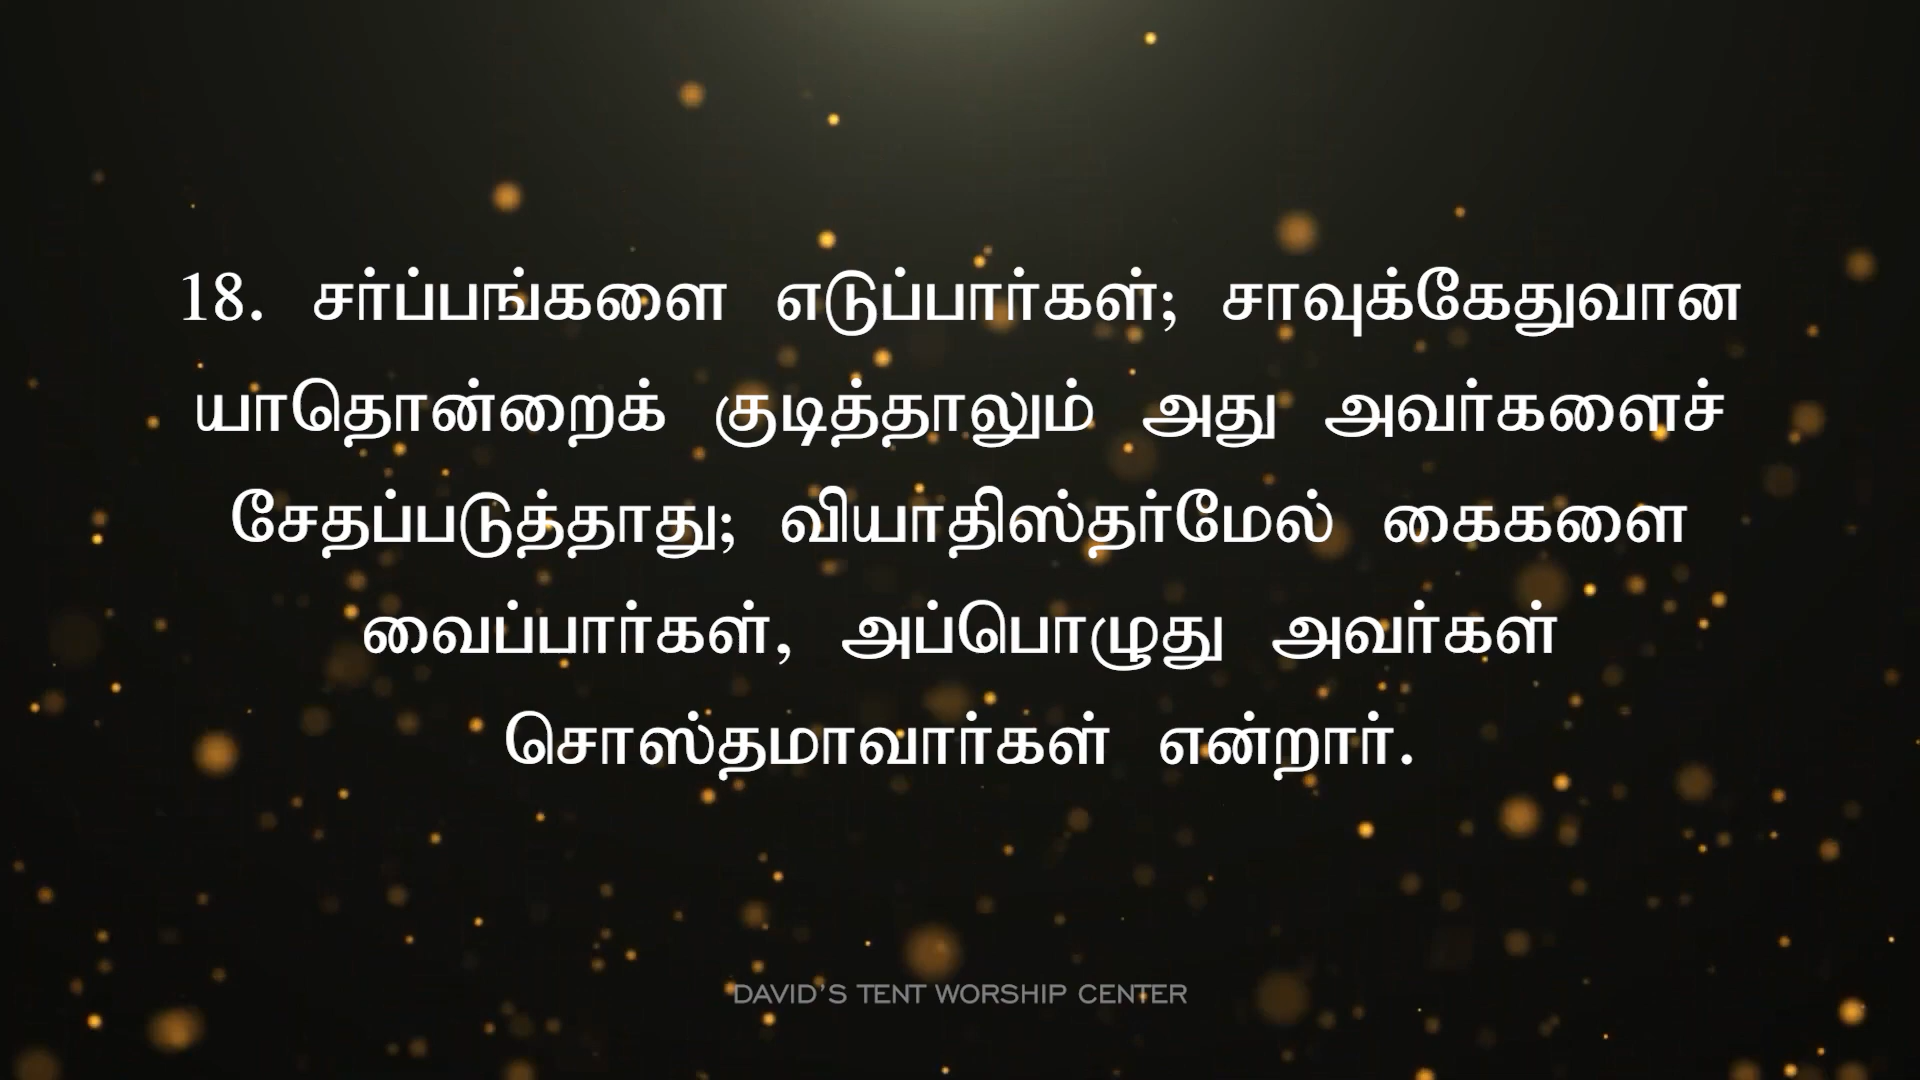 18. சர்ப்பங்களை எடுப்பார்கள்; சாவுக்கேதுவான
யாதொன்றைக் குடித்தாலும் அது அவர்களைச்
சேதப்படுத்தாது; வியாதிஸ்தர்மேல் கைகளை
வைப்பார்கள், அப்பொழுது அவர்கள்
சொஸ்தமாவார்கள் என்றார்.
DAVID'S TENT WORSHIP CENTER